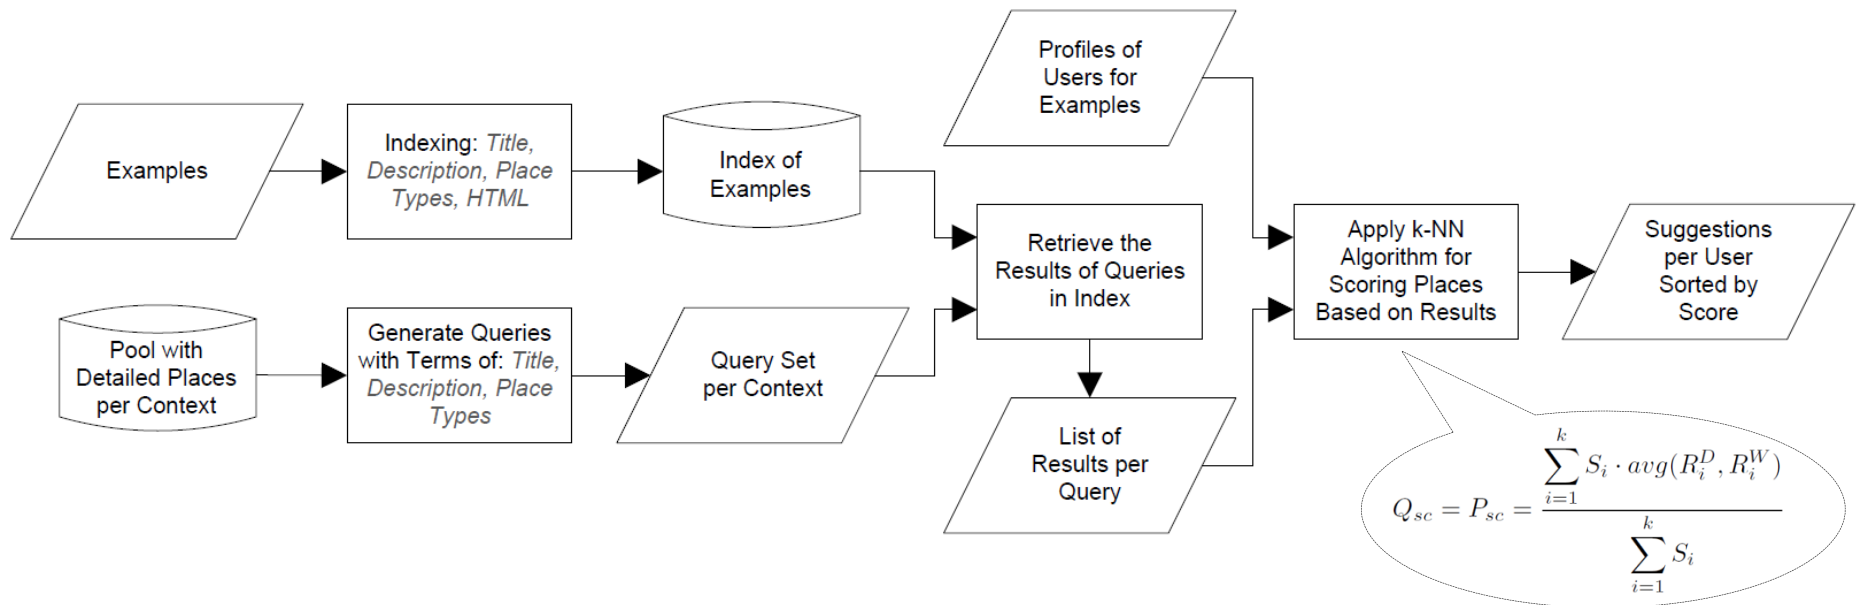 Examples
Indexing: Title,
Description, Place
Types, HTML
Index of
Examples
Profiles of
Users for
Examples
Pool with
Detailed Places
per Context
Generate Queries
with Terms of: Title,
Description, Place
Types
Query Set
per Context
Retrieve the
Results of Queries
in Index
List of
Results per
Query
Apply k-NN
Algorithm for
Scoring Places
Based on Results
Suggestions
per User
Sorted by
Score
$Q_{sc} = P_{sc} = \frac{\sum_{i=1}^{k} S_i \cdot avg(R_i^D, R_i^W)}{\sum_{i=1}^{k} S_i}$